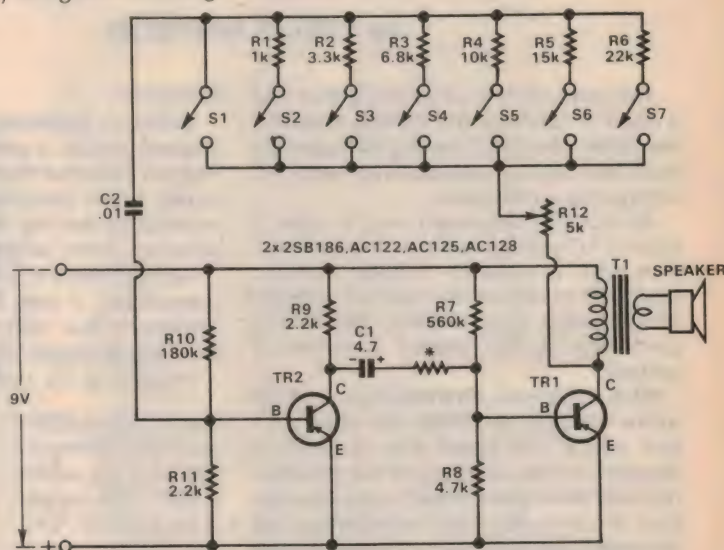 R1
1k
R2
3.3k
R3
6.8k
R4
10k
R5
15k
R6
22k
S1
S2
S3
S4
S5
S6
S7
C2
.01
R12
5k
2x2SB186,AC122,AC125,AC128
T1
SPEAKER
R9
2.2k
R7
560k
C1
4.7
- +
*
R10
180k
TR2
C
B
E
TR1
C
B
E
9V
R11
2.2k
R8
4.7k
-
+